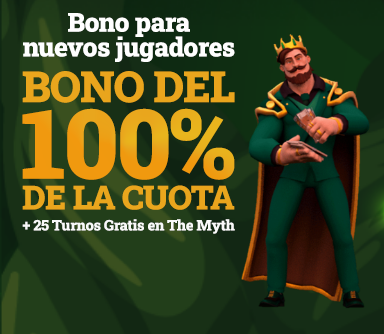 Bono para
nuevos jugadores
BONO DEL
100%
DE LA CUOTA
+ 25 Turnos Gratis en The Myth